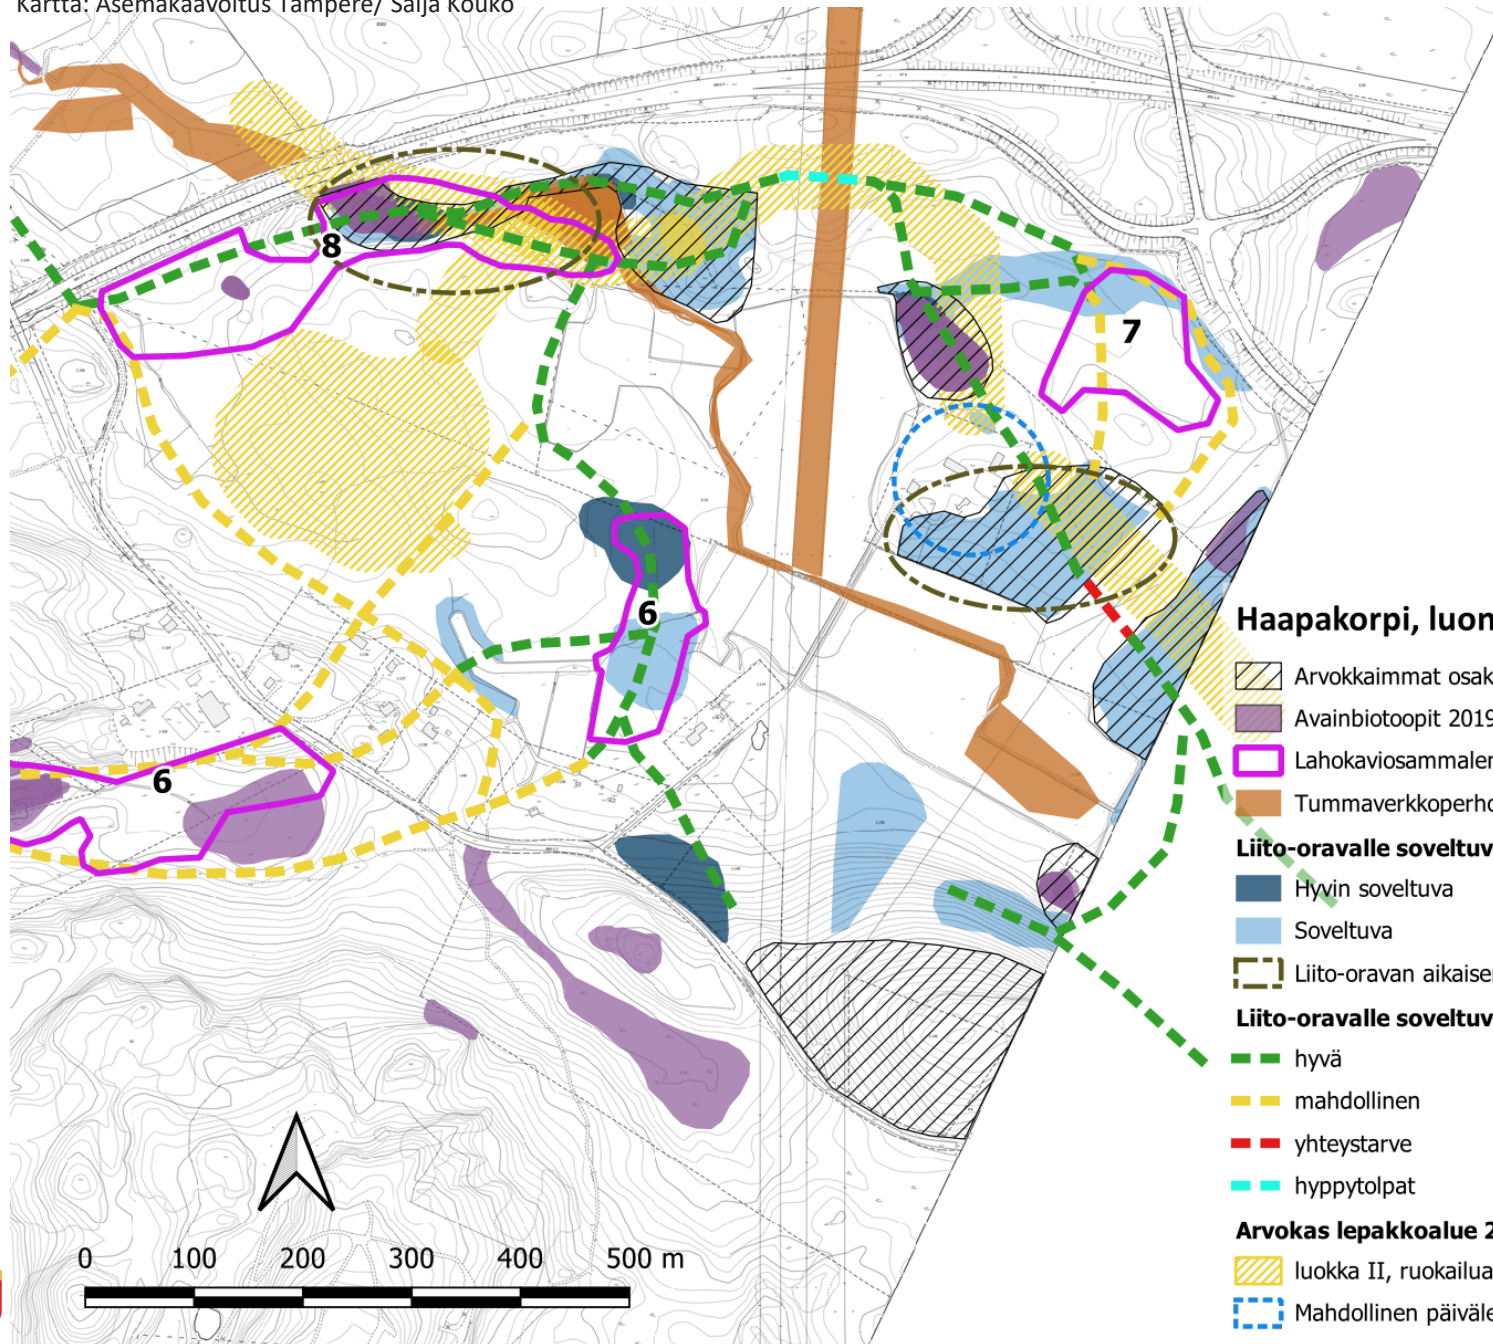 Kartta: Asemakaavoitus Tampere/ Salja Kouko
8
7
6
6
Haapakorpi, luon
Arvokkaimmat osak
Avainbiotoopit 2019
Lahokaviosammalen
Tummaverkkoperho
Liito-oravalle soveltuv
Hyvin soveltuva
Soveltuva
Liito-oravan aikaisem
Liito-oravalle soveltuv
hyvä
mahdollinen
yhteystarve
hyppytolpat
Arvokas lepakkoalue 2
luokka II, ruokailua
Mahdollinen päiväle
0 100 200 300 400 500 m